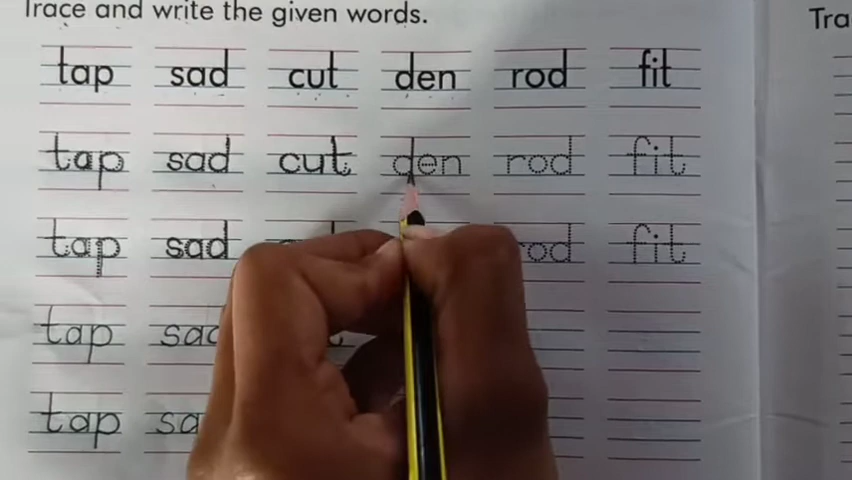 Trace and write the given words.
Tra
tap sad cut den rod fit
tap sad cut den rod fit
tap sad rod fit
tap
tap